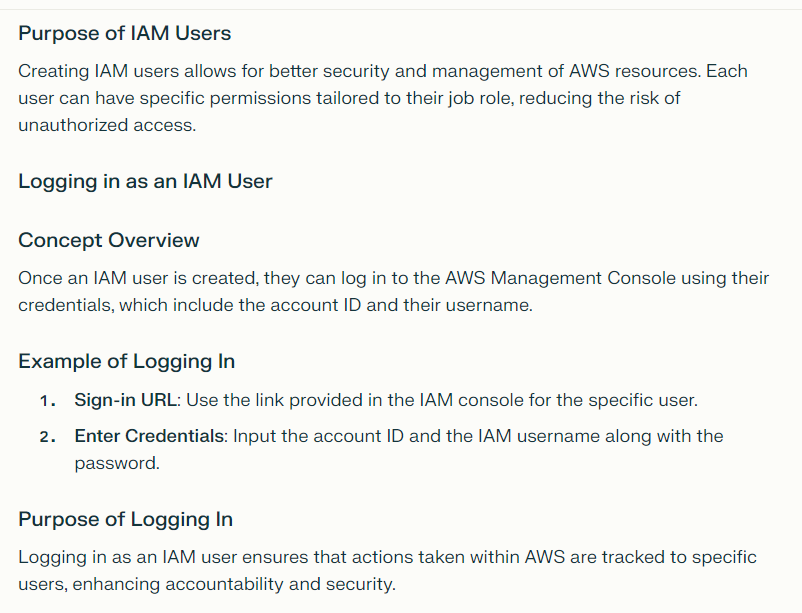 Purpose of IAM Users
Creating IAM users allows for better security and management of AWS resources. Each
user can have specific permissions tailored to their job role, reducing the risk of
unauthorized access.
Logging in as an IAM User
Concept Overview
Once an IAM user is created, they can log in to the AWS Management Console using their
credentials, which include the account ID and their username.
Example of Logging In
1. Sign-in URL: Use the link provided in the IAM console for the specific user.
2. Enter Credentials: Input the account ID and the IAM username along with the
password.
Purpose of Logging In
Logging in as an IAM user ensures that actions taken within AWS are tracked to specific
users, enhancing accountability and security.